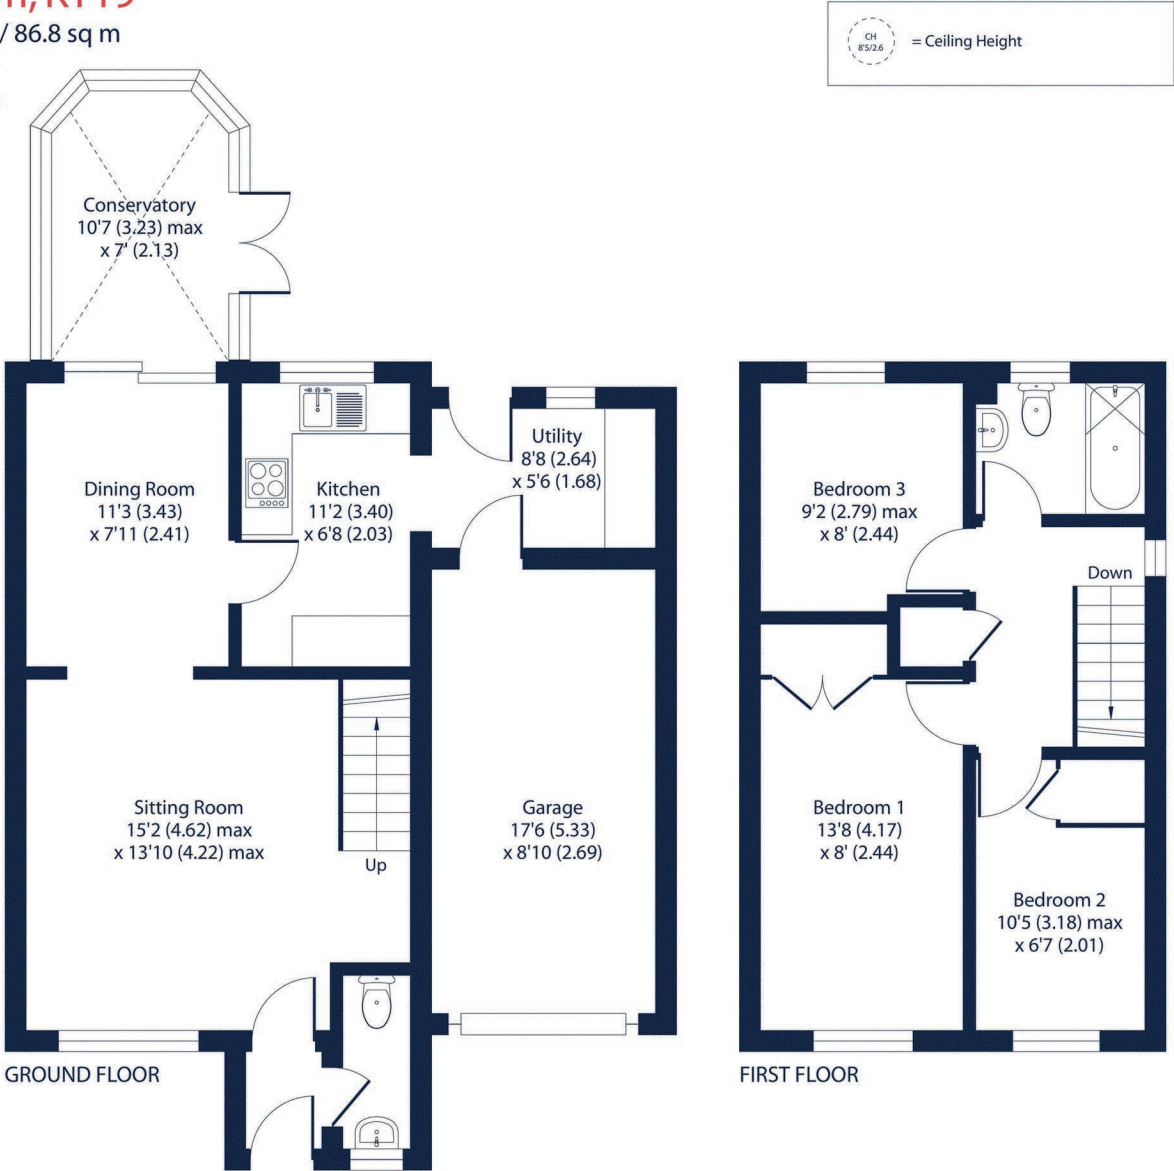 / 86.8 sq m
CH
8'5/2.6
= Ceiling Height
Conservatory
10'7 (3.23) max
x 7' (2.13)
Utility
8'8 (2.64)
x 5'6 (1.68)
Dining Room
11'3 (3.43)
x 7'11 (2.41)
Kitchen
11'2 (3.40)
x 6'8 (2.03)
Sitting Room
15'2 (4.62) max
x 13'10 (4.22) max
Up
Garage
17'6 (5.33)
x 8'10 (2.69)
GROUND FLOOR
Bedroom 3
9'2 (2.79) max
x 8' (2.44)
Down
Bedroom 1
13'8 (4.17)
x 8' (2.44)
Bedroom 2
10'5 (3.18) max
x 6'7 (2.01)
FIRST FLOOR